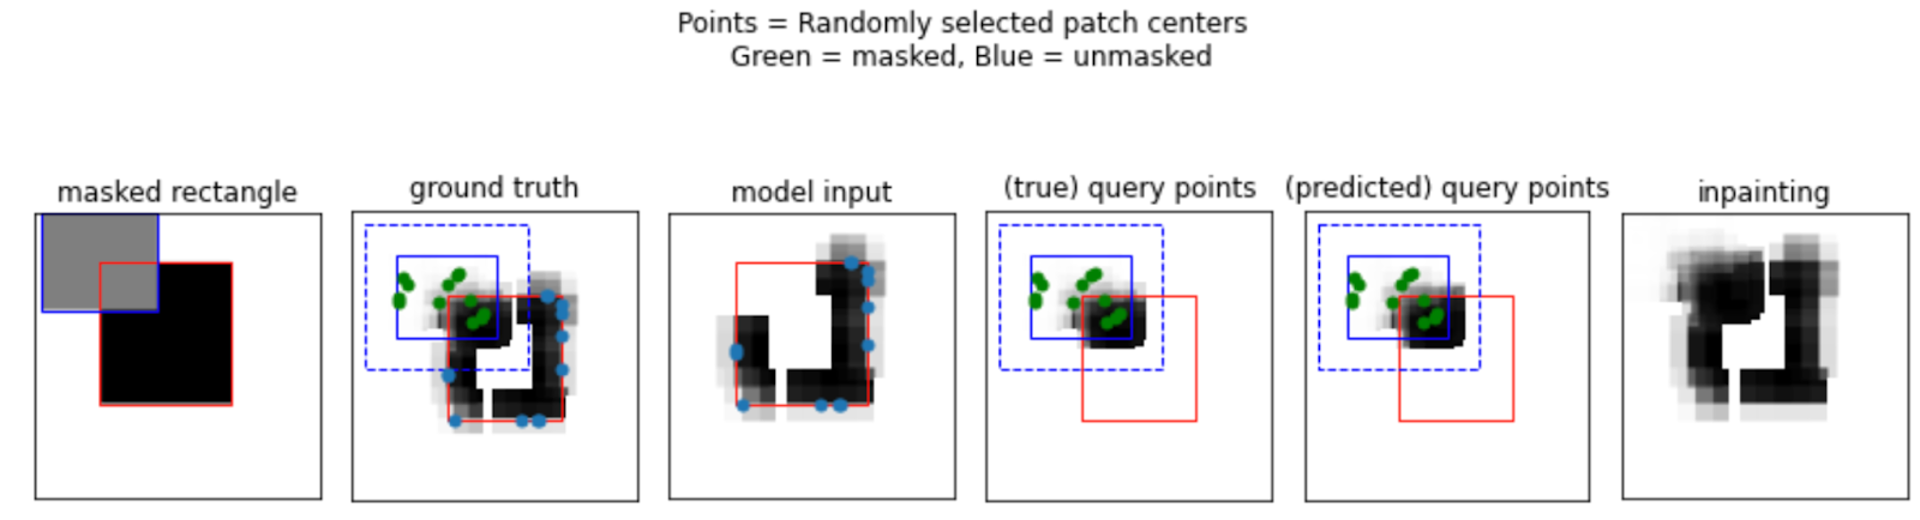 Points = Randomly selected patch centers
Green = masked, Blue = unmasked
masked rectangle
ground truth
model input
(true) query points
(predicted) query points
inpainting